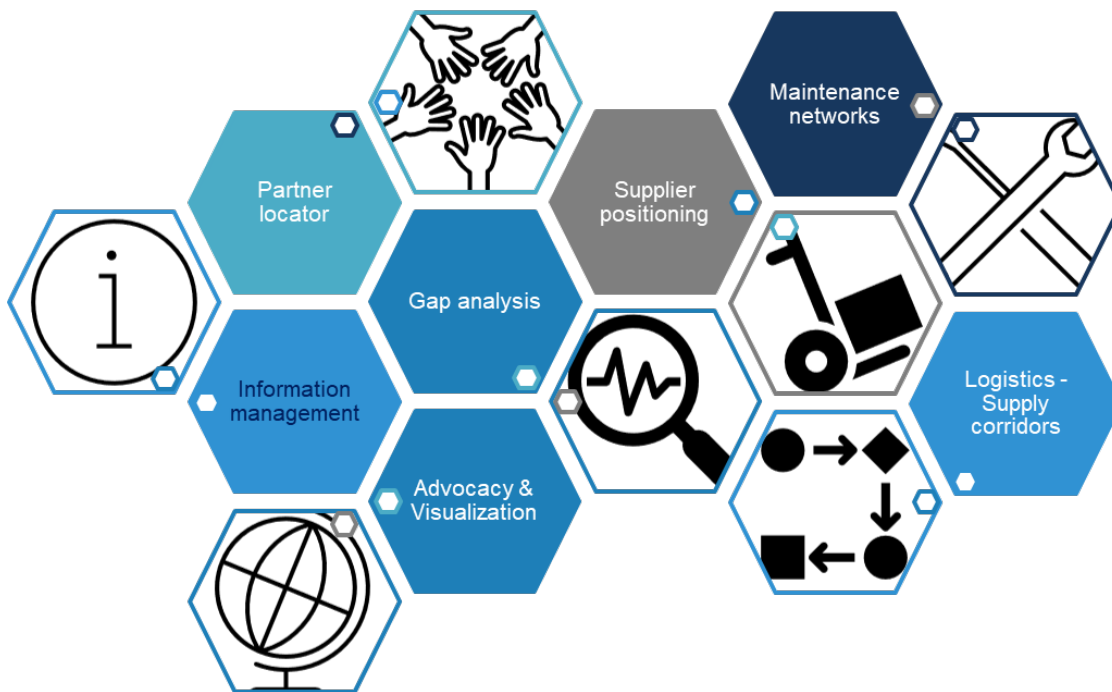 Maintenance
networks
Partner
locator
Supplier
positioning
Gap analysis
Information
management
Logistics -
Supply
corridors
Advocacy &
Visualization